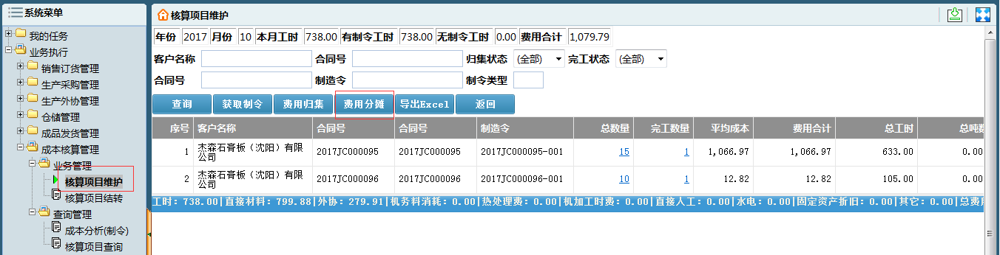 系统菜单
我的任务
业务执行
销售订货管理
生产采购管理
生产外协管理
仓储管理
成品发货管理
成本核算管理
业务管理
核算项目维护
核算项目结转
查询管理
成本分析(制令)
核算项目查询
核算项目维护
年份 2017 月份 10 本月工时 738.00 有制令工时 738.00 无制令工时 0.00 费用合计 1,079.79
客户名称 合同号 归集状态 (全部) 完工状态 (全部)
合同号 制造令 制令类型
查询 获取制令 费用归集 费用分摊 导出Excel 返回
序号 客户名称 合同号 合同号 制造令 总数量 完工数量 平均成本 费用合计 总工时 总吨数
1 杰森石膏板（沈阳）有限公司 2017JC000095 2017JC000095 2017JC000095-001 15 1 1,066.97 1,066.97 633.00 0.00
2 杰森石膏板（沈阳）有限公司 2017JC000096 2017JC000096 2017JC000096-001 10 1 12.82 12.82 105.00 0.00
工时: 738.00|直接材料: 799.88|外协: 279.91|机务料消耗: 0.00|热处理费: 0.00|机加工时费: 0.00|直接人工: 0.00|水电: 0.00|固定资产折旧: 0.00|其它: 0.00|总费用